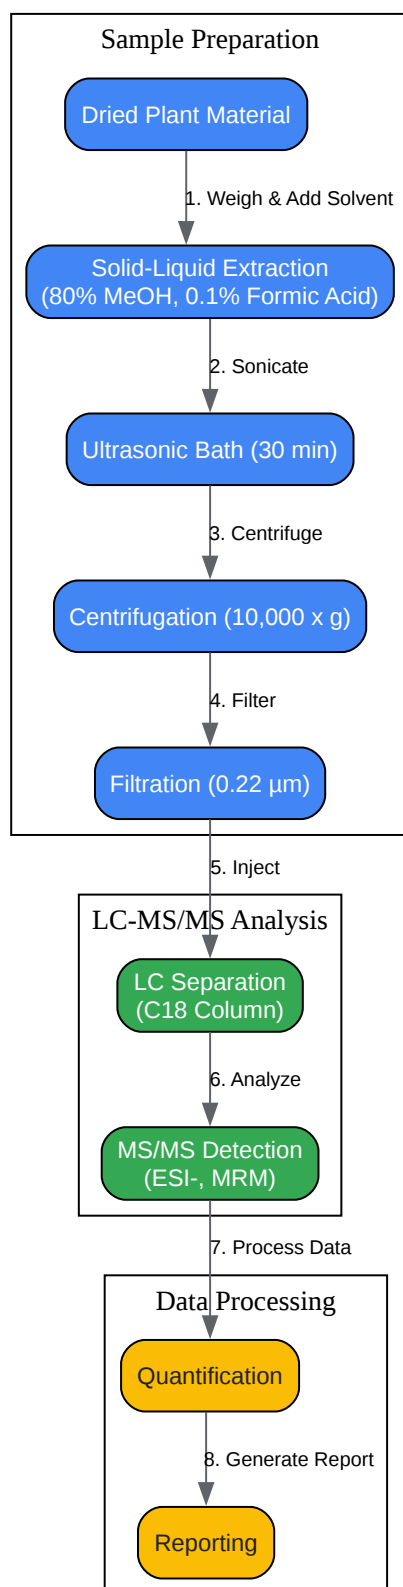 Sample Preparation
Dried Plant Material
1. Weigh & Add Solvent
Solid-Liquid Extraction
(80% MeOH, 0.1% Formic Acid)
2. Sonicate
Ultrasonic Bath (30 min)
3. Centrifuge
Centrifugation (10,000 x g)
4. Filter
Filtration (0.22 µm)
5. Inject
LC-MS/MS Analysis
LC Separation
(C18 Column)
6. Analyze
MS/MS Detection
(ESI-, MRM)
7. Process Data
Data Processing
Quantification
8. Generate Report
Reporting